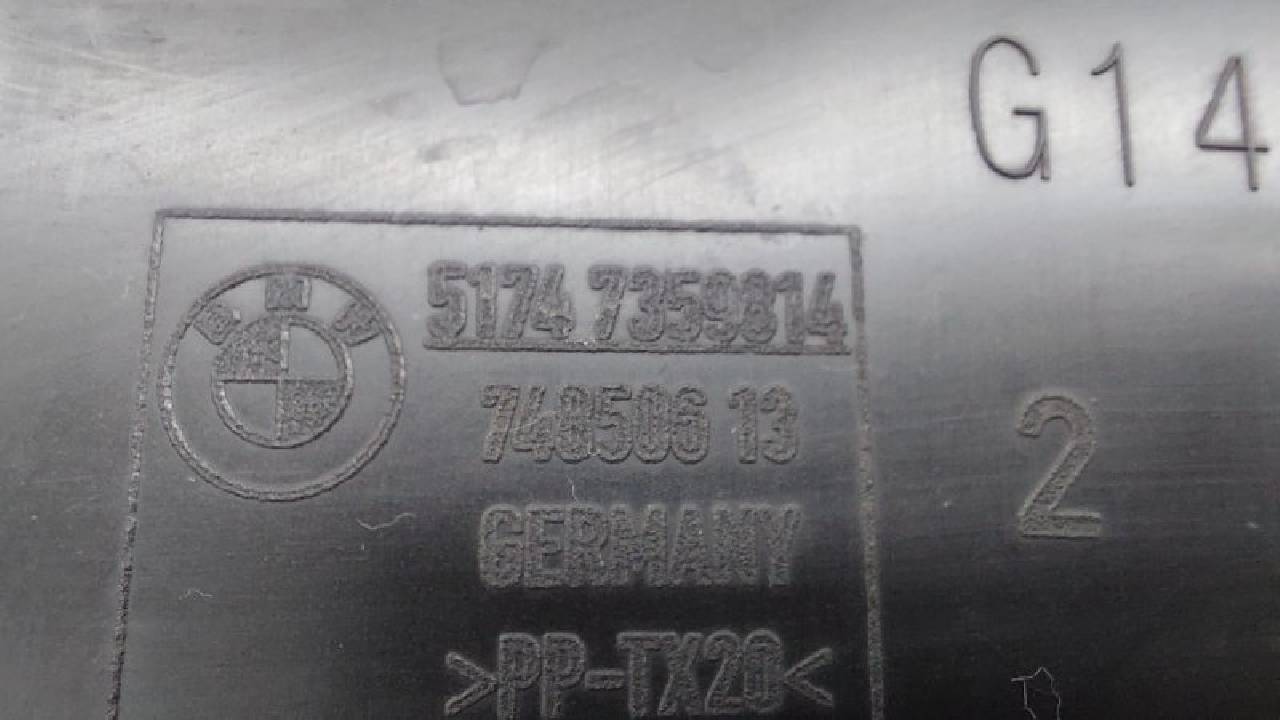 G14
BMW
5174 7359814
748506 13
GERMANY
2
>PP-TX20<